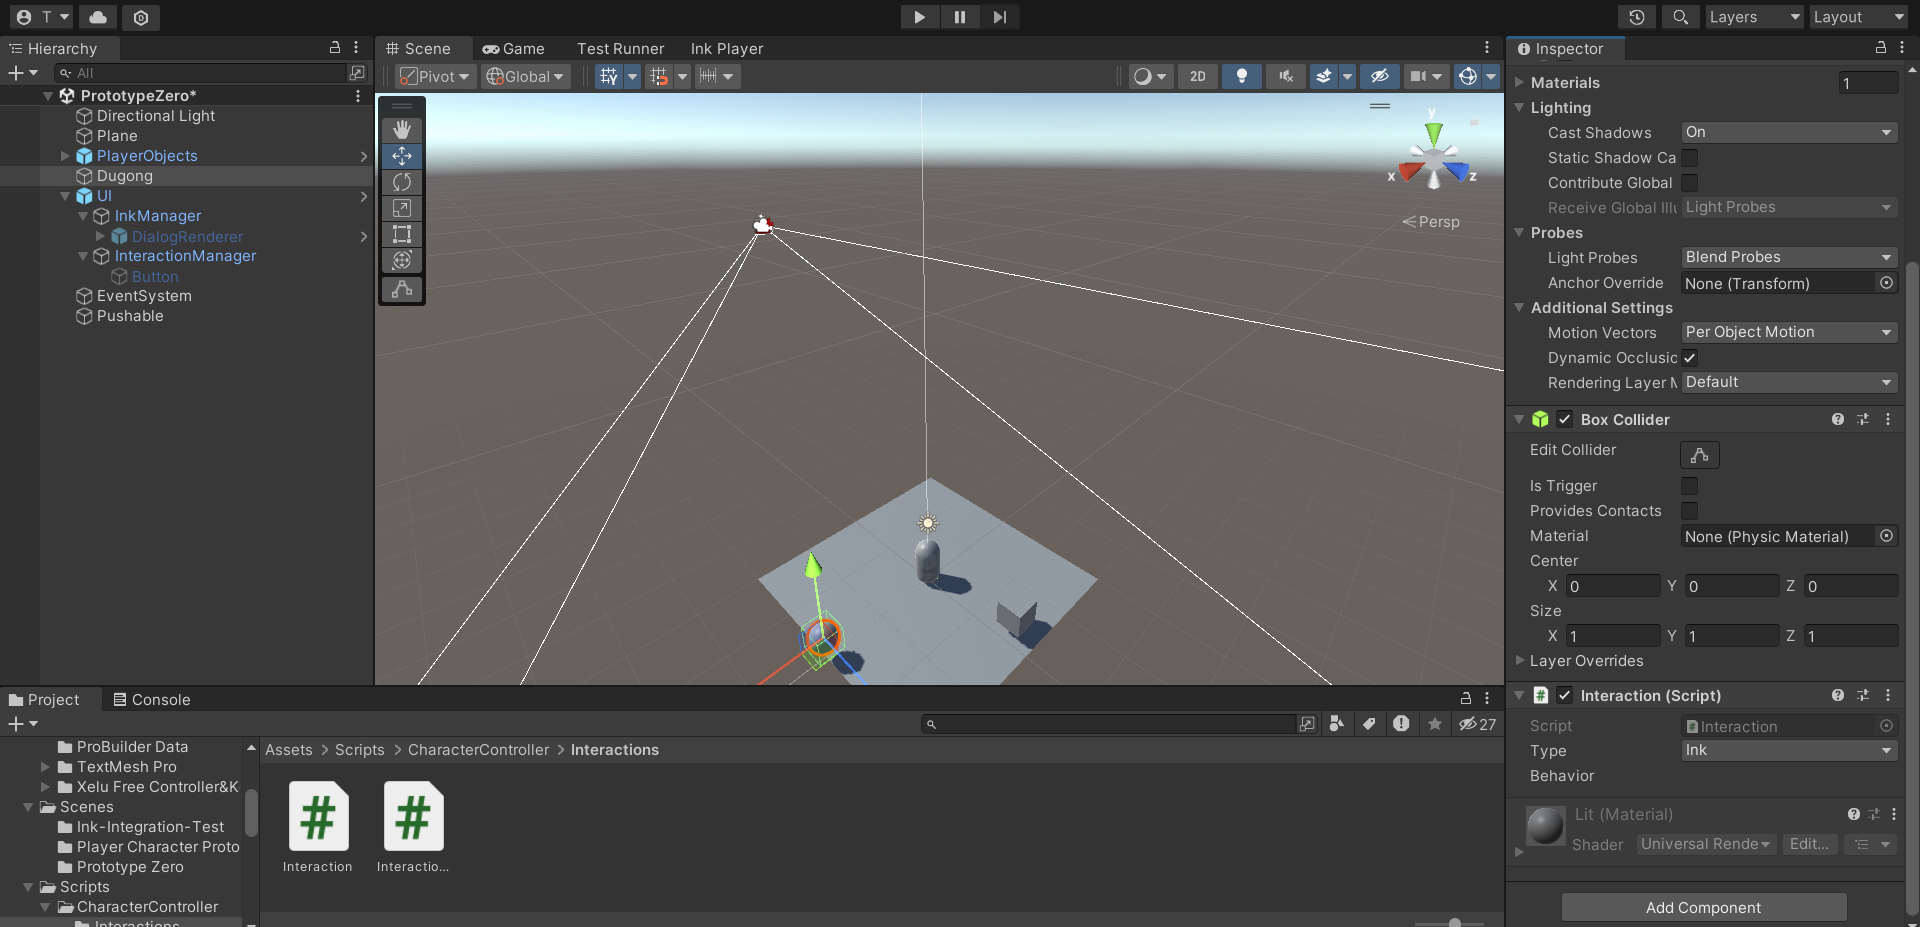 T
Layers
Layout
Hierarchy
All
PrototypeZero*
Directional Light
Plane
PlayerObjects
Dugong
UI
InkManager
DialogRenderer
InteractionManager
Button
EventSystem
Pushable
Scene
Game
Test Runner
Ink Player
Pivot
Global
2D
y
x
z
Persp
Inspector
Materials
1
Lighting
Cast Shadows
On
Static Shadow Ca
Contribute Global
Receive Global Illu
Light Probes
Probes
Light Probes
Blend Probes
Anchor Override
None (Transform)
Additional Settings
Motion Vectors
Per Object Motion
Dynamic Occlusic
Rendering Layer M
Default
Box Collider
Edit Collider
Is Trigger
Provides Contacts
Material
None (Physic Material)
Center
X 0 Y 0 Z 0
Size
X 1 Y 1 Z 1
Layer Overrides
Interaction (Script)
Script
Interaction
Type
Ink
Behavior
Lit (Material)
Shader
Universal Rende
Edit...
Add Component
Project
Console
27
ProBuilder Data
TextMesh Pro
Xelu Free Controller&K
Scenes
Ink-Integration-Test
Player Character Proto
Prototype Zero
Scripts
CharacterController
Interactions
Assets > Scripts > CharacterController > Interactions
Interaction
Interactio...